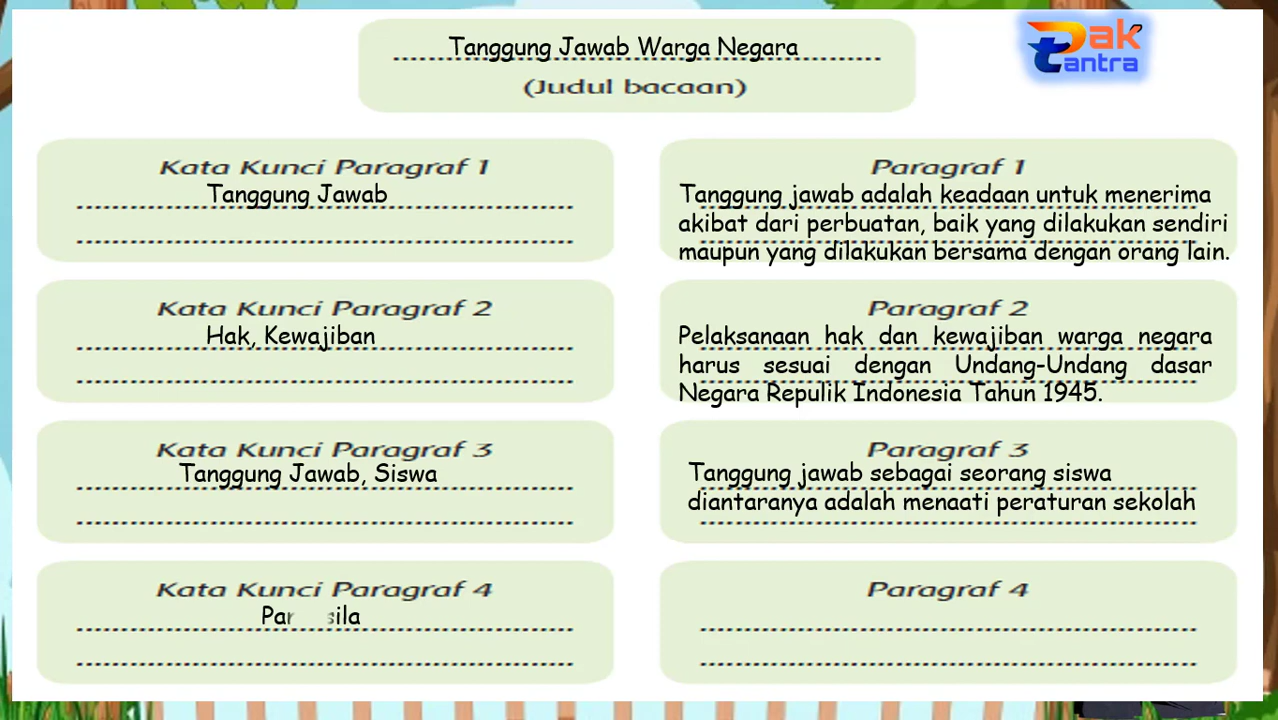 Tanggung Jawab Warga Negara
(Judul bacaan)
Pak
Tantra
Kata Kunci Paragraf 1
Tanggung Jawab
Paragraf 1
Tanggung jawab adalah keadaan untuk menerima
akibat dari perbuatan, baik yang dilakukan sendiri
maupun yang dilakukan bersama dengan orang lain.
Kata Kunci Paragraf 2
Hak, Kewajiban
Paragraf 2
Pelaksanaan hak dan kewajiban warga negara
harus sesuai dengan Undang-Undang dasar
Negara Repulik Indonesia Tahun 1945.
Kata Kunci Paragraf 3
Tanggung Jawab, Siswa
Paragraf 3
Tanggung jawab sebagai seorang siswa
diantaranya adalah menaati peraturan sekolah
Kata Kunci Paragraf 4
Paragraf 4